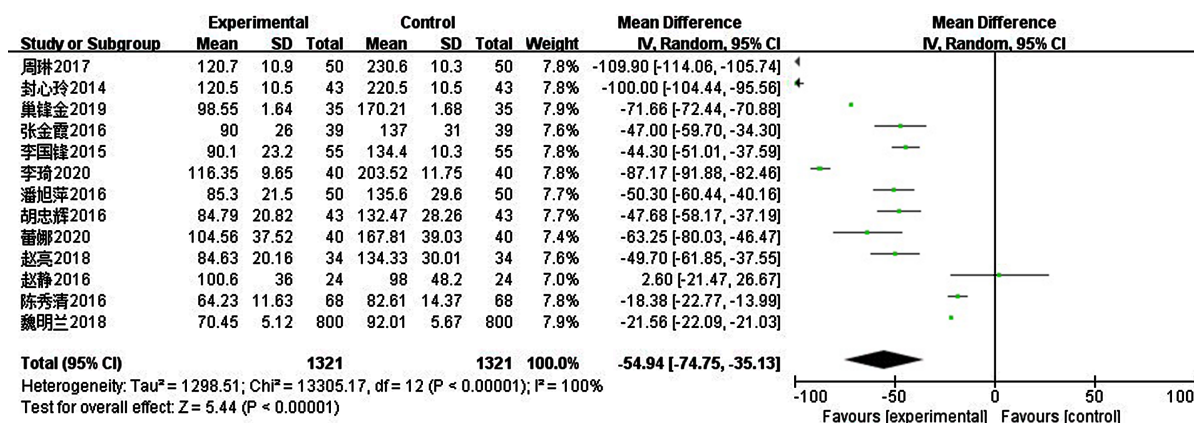 Experimental Control Mean Difference Mean Difference
Study or Subgroup Mean SD Total Mean SD Total Weight IV, Random, 95% CI IV, Random, 95% CI
周琳2017 120.7 10.9 50 230.6 10.3 50 7.8% -109.90 [-114.06, -105.74]
封心玲2014 120.5 10.5 43 220.5 10.5 43 7.8% -100.00 [-104.44, -95.56]
巢锋金2019 98.55 1.64 35 170.21 1.68 35 7.8% -71.66 [-72.44, -70.88]
张金霞2016 90 26 39 137 31 39 7.6% -47.00 [-59.70, -34.30]
李国锋2015 90.1 23.2 55 134.4 10.3 55 7.8% -44.30 [-51.01, -37.59]
李琦2020 116.35 9.65 40 203.52 11.75 40 7.8% -87.17 [-91.88, -82.46]
潘旭萍2016 85.3 21.5 50 135.6 29.6 50 7.7% -50.30 [-60.44, -40.16]
胡忠辉2016 84.79 20.82 43 132.47 28.26 43 7.7% -47.68 [-58.17, -37.19]
蕾娜2020 104.56 37.52 40 167.81 39.03 40 7.4% -63.25 [-80.03, -46.47]
赵亮2018 84.63 20.16 34 134.33 30.01 34 7.6% -49.70 [-61.85, -37.55]
赵静2016 100.6 36 24 98 48.2 24 7.0% 2.60 [-21.47, 26.67]
陈秀清2016 64.23 11.63 68 82.61 14.37 68 7.8% -18.38 [-22.77, -13.99]
魏明兰2018 70.45 5.12 800 92.01 5.67 800 7.9% -21.56 [-22.09, -21.03]
Total (95% CI) 1321 1321 100.0% -54.94 [-74.75, -35.13]
Heterogeneity: Tau² = 1298.51; Chi² = 13305.17, df = 12 (P < 0.00001); I² = 100%
Test for overall effect: Z = 5.44 (P < 0.00001)
-100 -50 0 50 100
Favours [experimental] Favours [control]